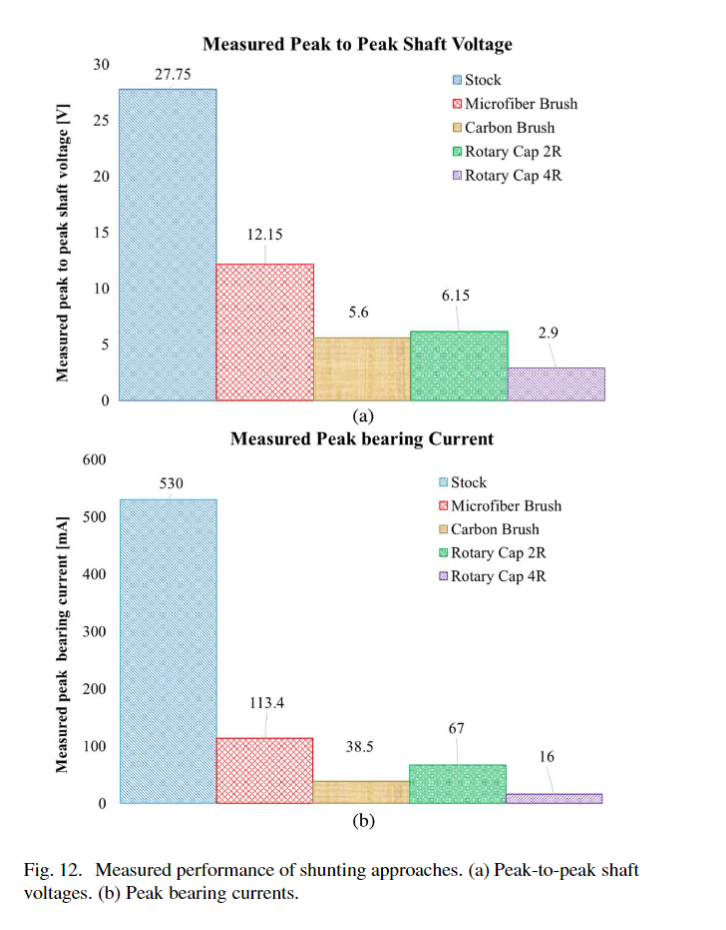 Measured Peak to Peak Shaft Voltage
Measured peak to peak shaft voltage [V]
30
25
20
15
10
5
0
27.75
12.15
5.6
6.15
2.9
Stock
Microfiber Brush
Carbon Brush
Rotary Cap 2R
Rotary Cap 4R
(a)
Measured Peak bearing Current
Measured peak bearing current [mA]
600
500
400
300
200
100
0
530
113.4
38.5
67
16
Stock
Microfiber Brush
Carbon Brush
Rotary Cap 2R
Rotary Cap 4R
(b)
Fig. 12. Measured performance of shunting approaches. (a) Peak-to-peak shaft
voltages. (b) Peak bearing currents.